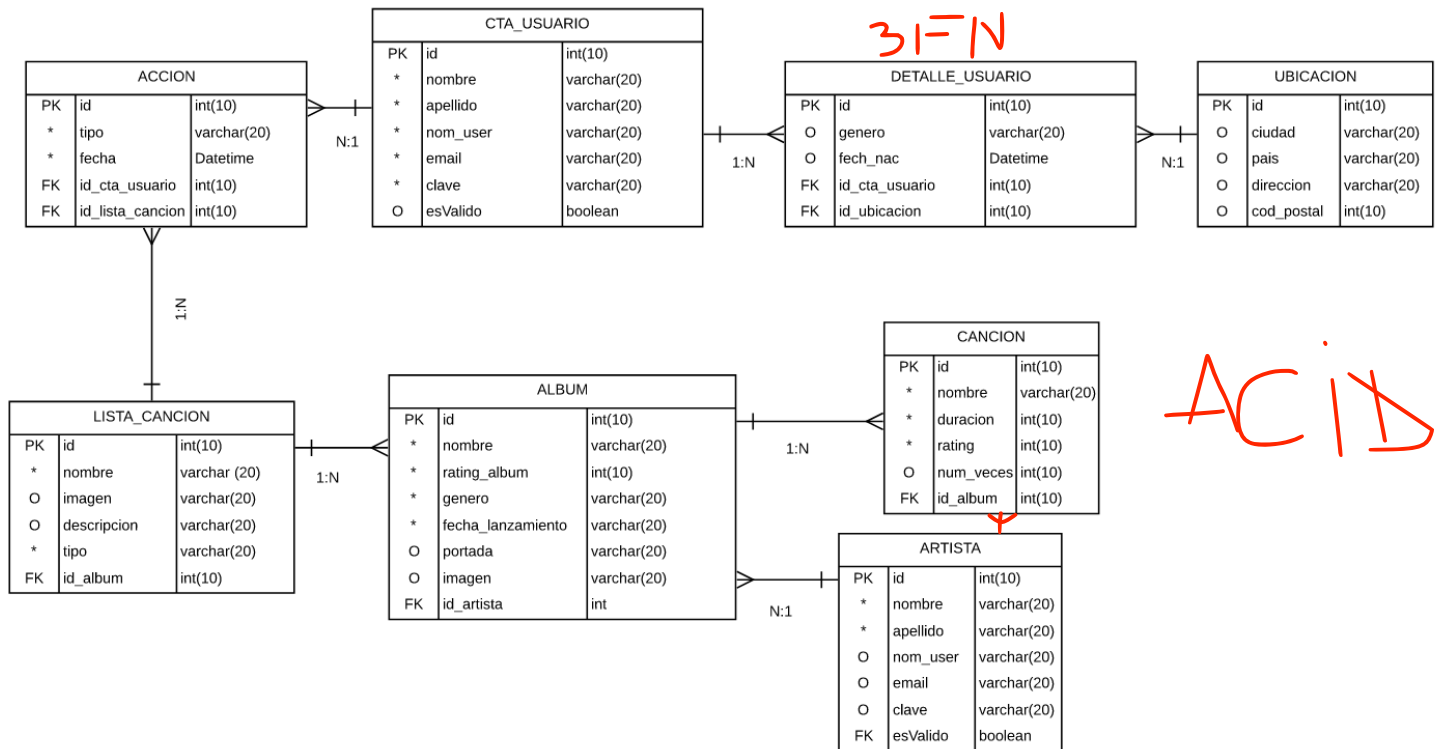 CTA_USUARIO
PK id int(10)
* nombre varchar(20)
* apellido varchar(20)
* nom_user varchar(20)
* email varchar(20)
* clave varchar(20)
O esValido boolean
ACCION
PK id int(10)
* tipo varchar(20)
* fecha Datetime
FK id_cta_usuario int(10)
FK id_lista_cancion int(10)
N:1
1:N
3FN
DETALLE_USUARIO
PK id int(10)
O genero varchar(20)
O fech_nac Datetime
FK id_cta_usuario int(10)
FK id_ubicacion int(10)
N:1
UBICACION
PK id int(10)
O ciudad varchar(20)
O pais varchar(20)
O direccion varchar(20)
O cod_postal int(10)
1:N
LISTA_CANCION
PK id int(10)
* nombre varchar (20)
O imagen varchar(20)
O descripcion varchar(20)
* tipo varchar(20)
FK id_album int(10)
1:N
ALBUM
PK id int(10)
* nombre varchar(20)
* rating_album int(10)
* genero varchar(20)
* fecha_lanzamiento varchar(20)
O portada varchar(20)
O imagen varchar(20)
FK id_artista int
1:N
N:1
CANCION
PK id int(10)
* nombre varchar(20)
* duracion int(10)
* rating int(10)
O num_veces int(10)
FK id_album int(10)
ACiD
ARTISTA
PK id int(10)
* nombre varchar(20)
* apellido varchar(20)
O nom_user varchar(20)
O email varchar(20)
O clave varchar(20)
FK esValido boolean